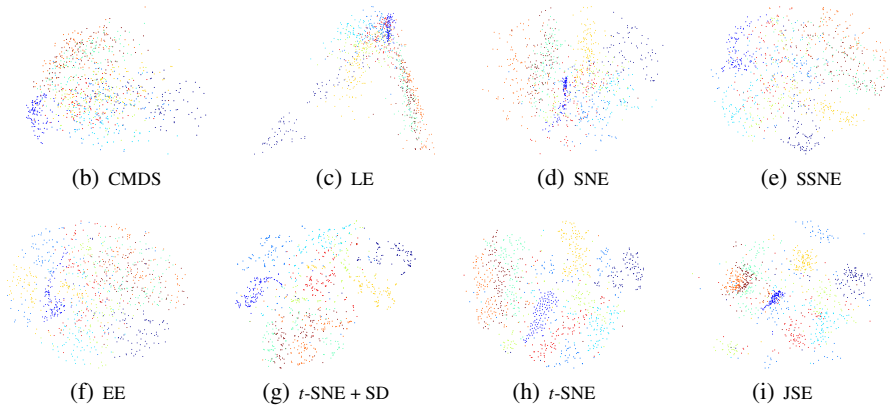 (b) CMDS
(c) LE
(d) SNE
(e) SSNE
(f) EE
(g) t-SNE + SD
(h) t-SNE
(i) JSE